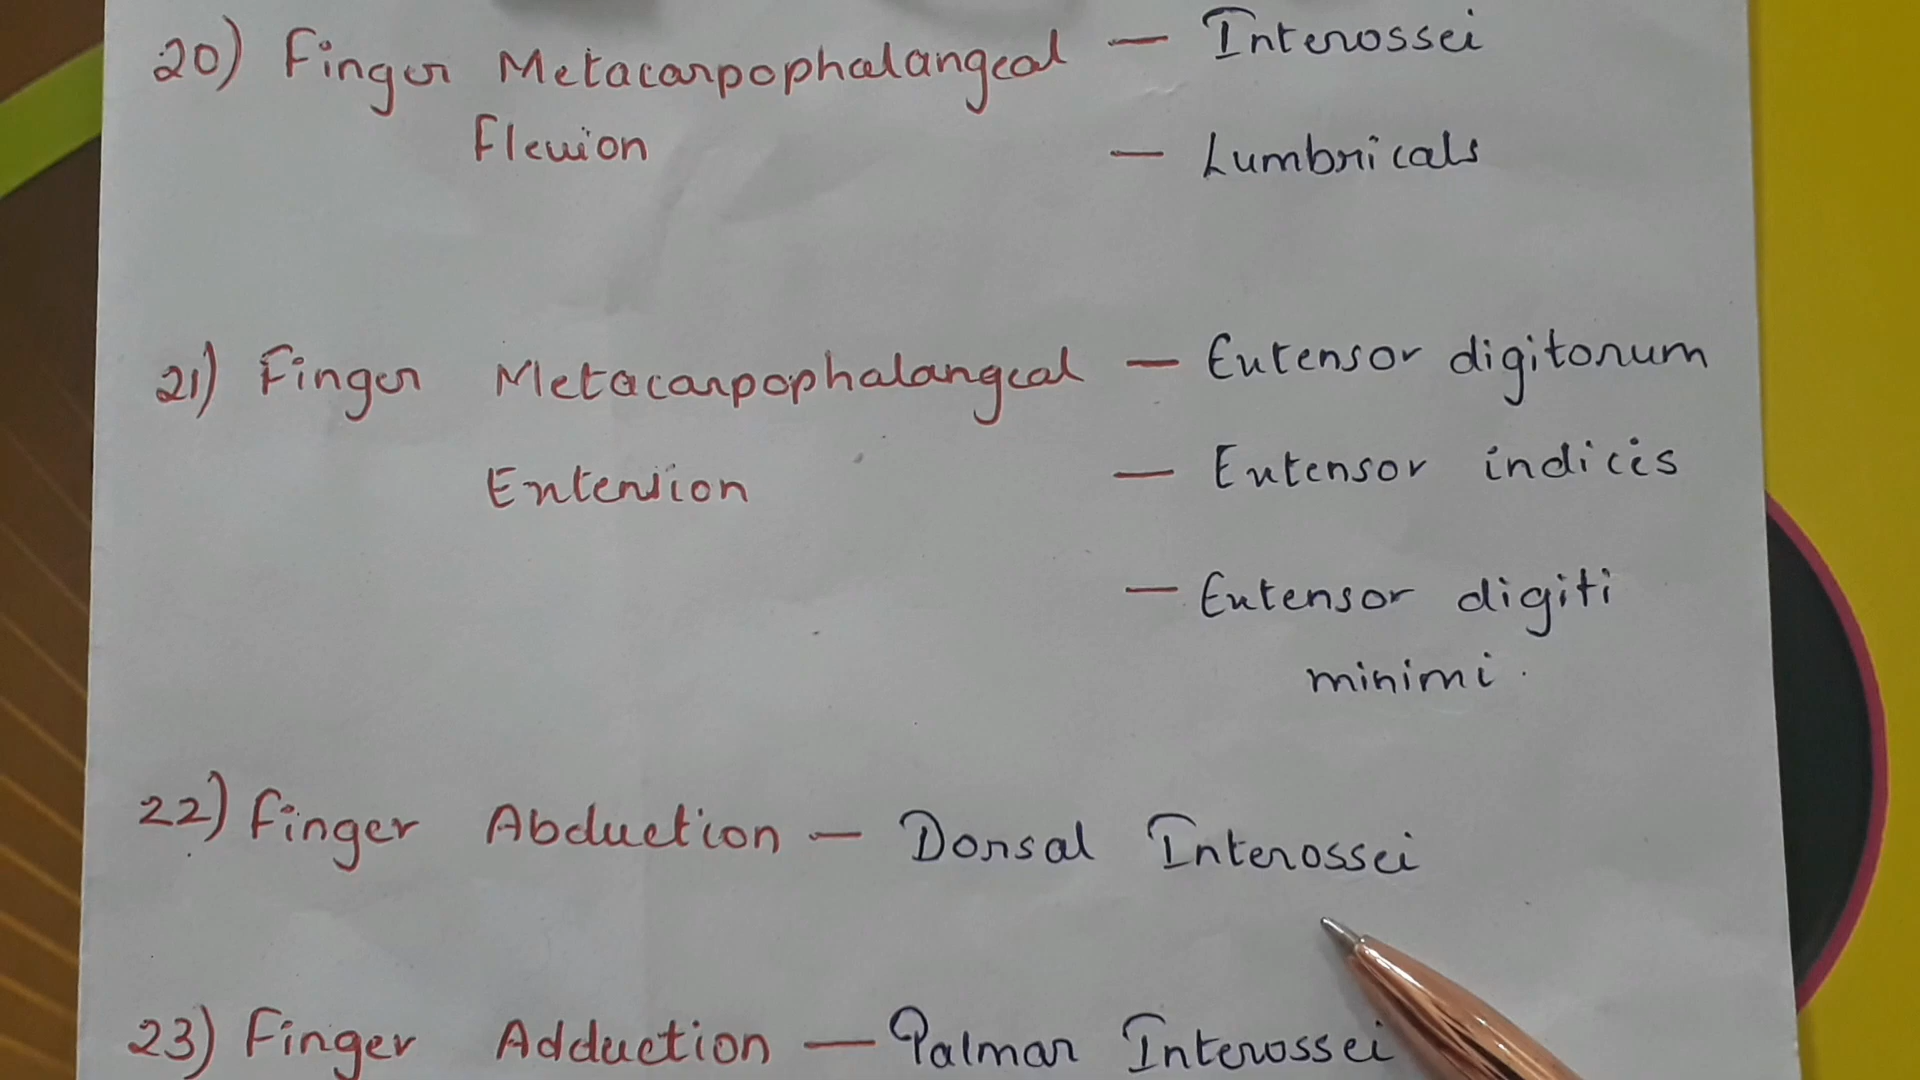 20) Finger Metacarpophalangeal — Interossei
Flexion — Lumbricals
21) Finger Metacarpophalangeal — Extensor digitorum
Extension — Extensor indicis
— Extensor digiti
minimi.
22) Finger Abduction — Dorsal Interossei
23) Finger Adduction — Palmar Interossei